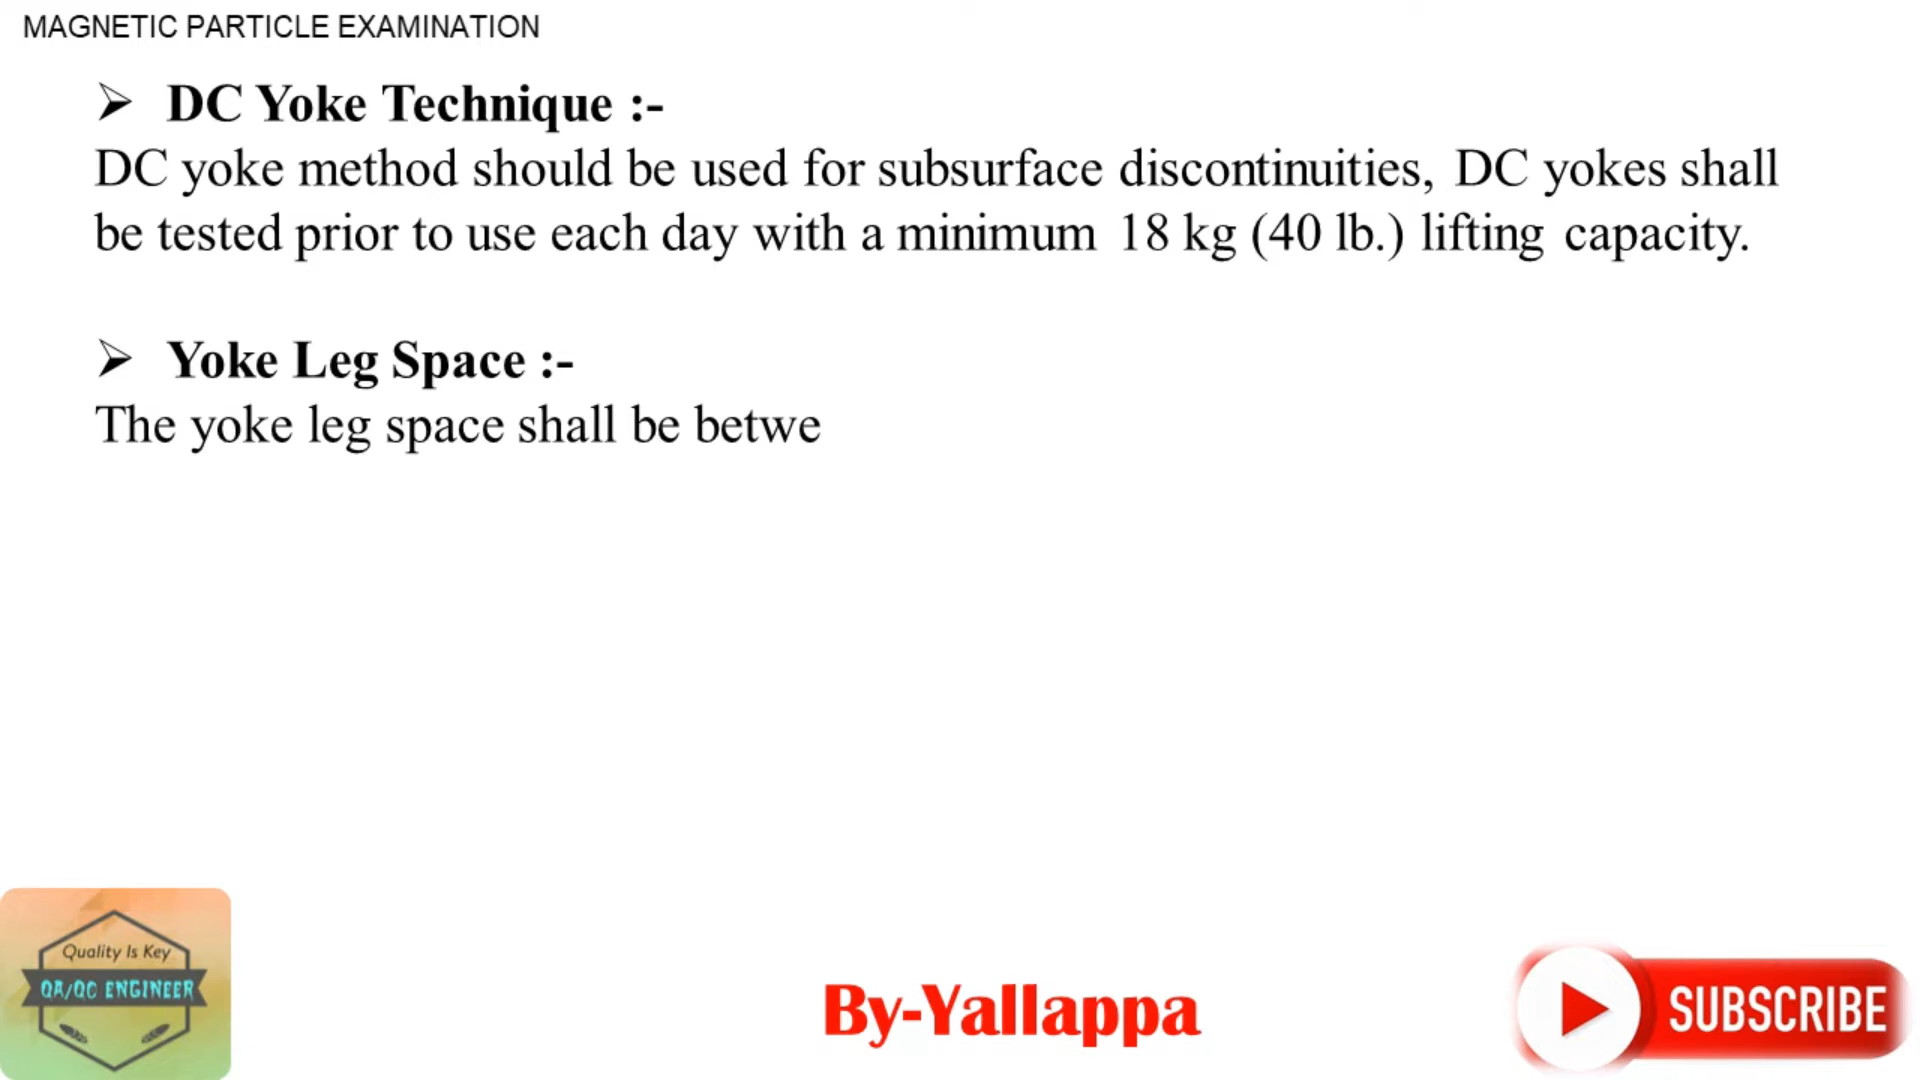 MAGNETIC PARTICLE EXAMINATION
➢ DC Yoke Technique :-
DC yoke method should be used for subsurface discontinuities, DC yokes shall
be tested prior to use each day with a minimum 18 kg (40 lb.) lifting capacity.
➢ Yoke Leg Space :-
The yoke leg space shall be betwe
Quality Is Key
QA/QC ENGINEER
By-Yallappa
SUBSCRIBE